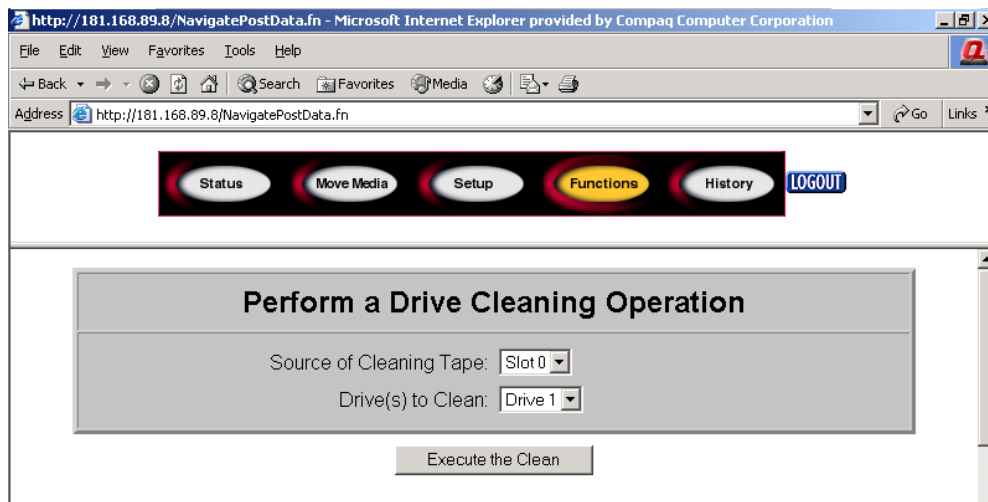 http://181.168.89.8/NavigatePostData.fn - Microsoft Internet Explorer provided by Compaq Computer Corporation
File Edit View Favorites Tools Help
Back Search Favorites Media
Address http://181.168.89.8/NavigatePostData.fn Go Links
Status Move Media Setup Functions History LOGOUT
Perform a Drive Cleaning Operation
Source of Cleaning Tape: Slot 0
Drive(s) to Clean: Drive 1
Execute the Clean